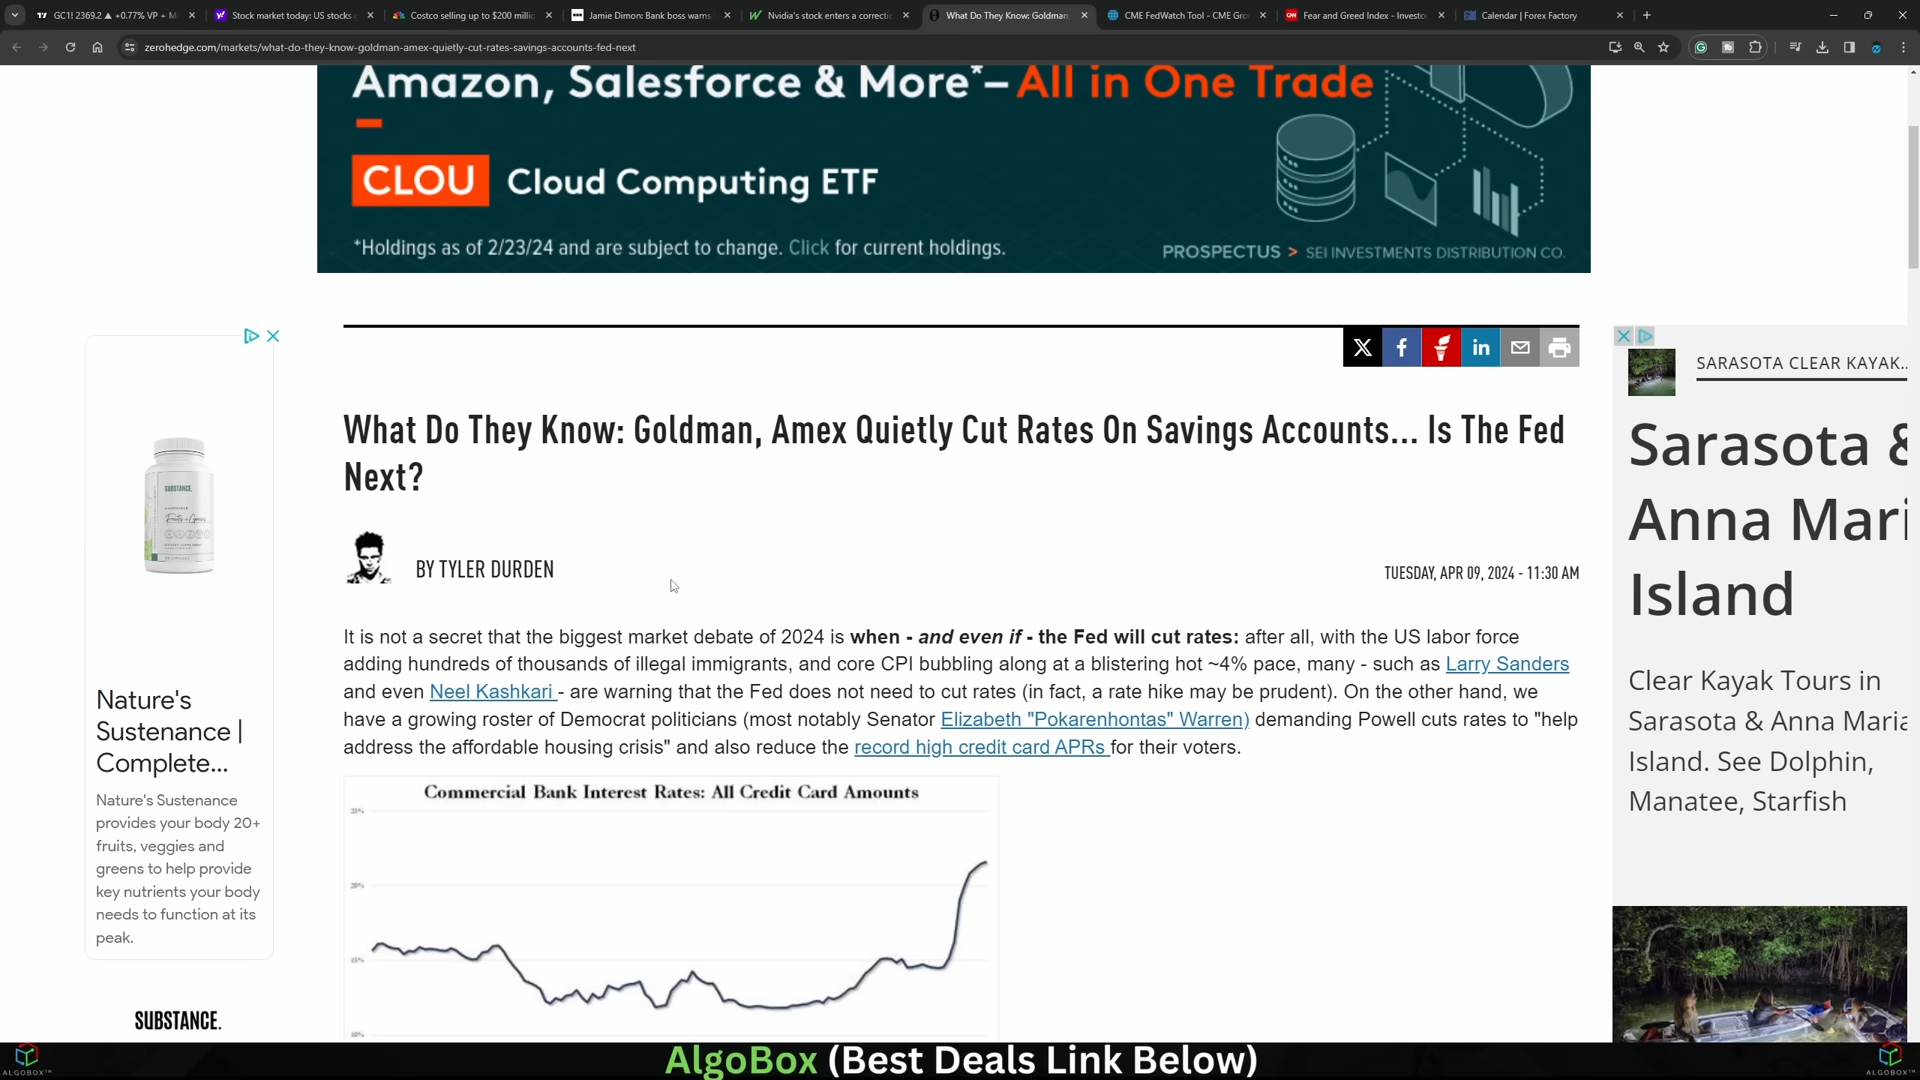 GC1! 2369.2 ▲ +0.77% VP + M
Stock market today: US stocks
Costco selling up to $200 millio
Jamie Dimon: Bank boss warns
Nvidia's stock enters a correctio
What Do They Know: Goldman,
CME FedWatch Tool - CME Gro
Fear and Greed Index - Investo
Calendar | Forex Factory
zerohedge.com/markets/what-do-they-know-goldman-amex-quietly-cut-rates-savings-accounts-fed-next
Amazon, Salesforce & More*– All in One Trade
CLOU Cloud Computing ETF
*Holdings as of 2/23/24 and are subject to change. Click for current holdings.
PROSPECTUS > SEI INVESTMENTS DISTRIBUTION CO.
What Do They Know: Goldman, Amex Quietly Cut Rates On Savings Accounts... Is The Fed
Next?
BY TYLER DURDEN
TUESDAY, APR 09, 2024 - 11:30 AM
It is not a secret that the biggest market debate of 2024 is when - and even if - the Fed will cut rates: after all, with the US labor force
adding hundreds of thousands of illegal immigrants, and core CPI bubbling along at a blistering hot ~4% pace, many - such as Larry Sanders
and even Neel Kashkari - are warning that the Fed does not need to cut rates (in fact, a rate hike may be prudent). On the other hand, we
have a growing roster of Democrat politicians (most notably Senator Elizabeth "Pokarenhontas" Warren) demanding Powell cuts rates to "help
address the affordable housing crisis" and also reduce the record high credit card APRs for their voters.
Commercial Bank Interest Rates: All Credit Card Amounts
SUBSTANCE.
Nature's
Sustenance |
Complete...
Nature's Sustenance
provides your body 20+
fruits, veggies and
greens to help provide
key nutrients your body
needs to function at its
peak.
SUBSTANCE.
SARASOTA CLEAR KAYAK..
Sarasota &
Anna Mari
Island
Clear Kayak Tours in
Sarasota & Anna Maria
Island. See Dolphin,
Manatee, Starfish
AlgoBox (Best Deals Link Below)
ALGOBOX™
ALGOBOX™